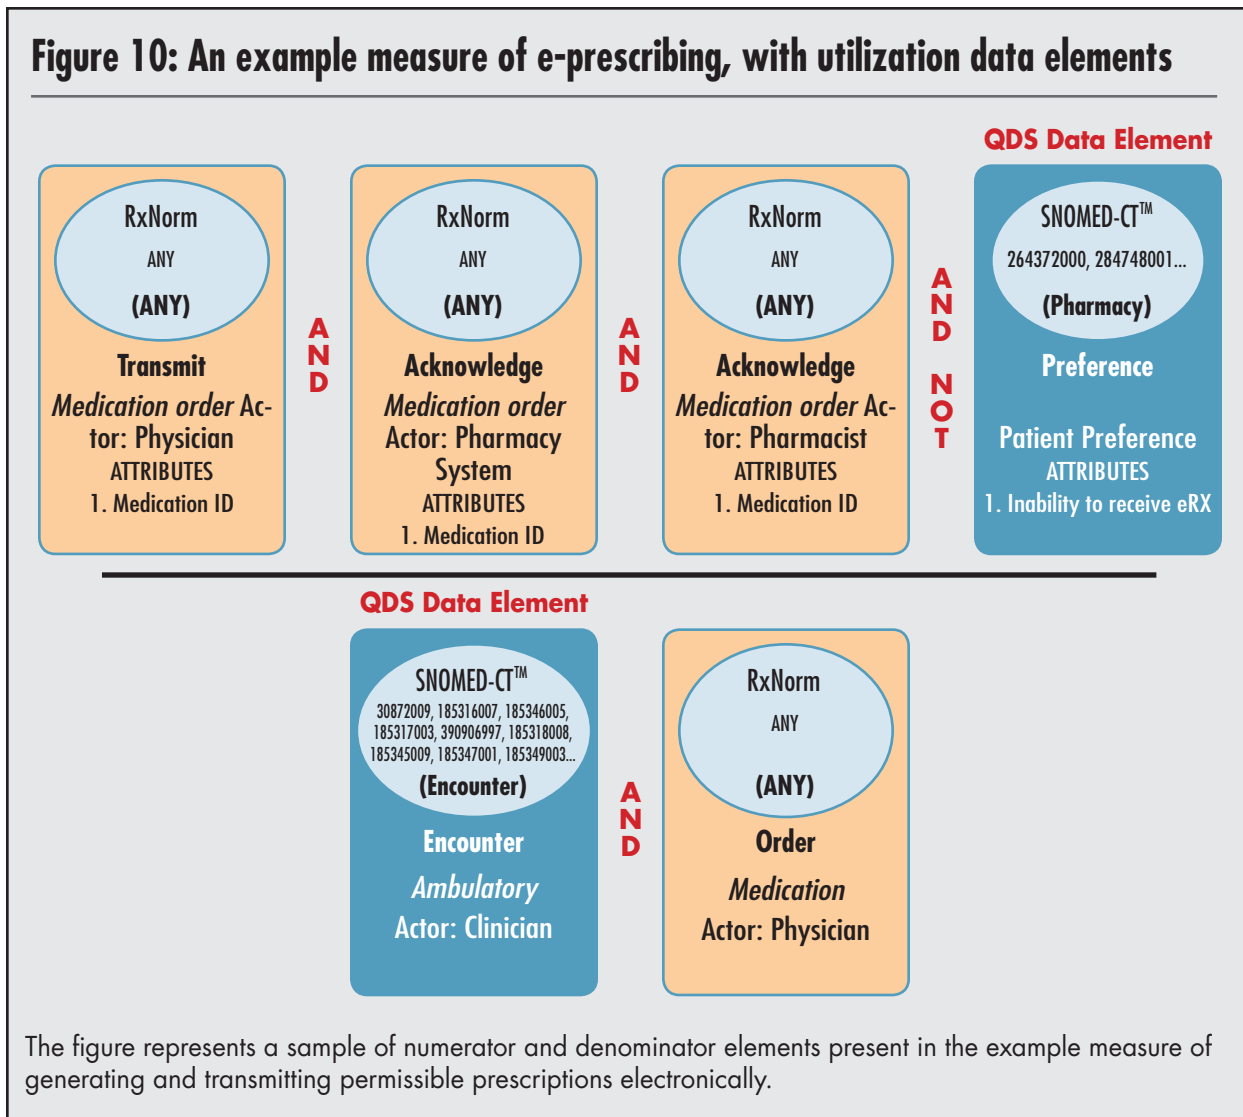 Figure 10: An example measure of e-prescribing, with utilization data elements
RxNorm
ANY
(ANY)
Transmit
Medication order Ac-
tor: Physician
ATTRIBUTES
1. Medication ID
AND
RxNorm
ANY
(ANY)
Acknowledge
Medication order
Actor: Pharmacy
System
ATTRIBUTES
1. Medication ID
AND
RxNorm
ANY
(ANY)
Acknowledge
Medication order Ac-
tor: Pharmacist
ATTRIBUTES
1. Medication ID
AND NOT
QDS Data Element
SNOMED-CT™
264372000, 284748001...
(Pharmacy)
Preference
Patient Preference
ATTRIBUTES
1. Inability to receive eRX
QDS Data Element
SNOMED-CT™
30872009, 185316007, 185346005,
185317003, 390906997, 185318008,
185345009, 185347001, 185349003...
(Encounter)
Encounter
Ambulatory
Actor: Clinician
AND
RxNorm
ANY
(ANY)
Order
Medication
Actor: Physician
The figure represents a sample of numerator and denominator elements present in the example measure of
generating and transmitting permissible prescriptions electronically.